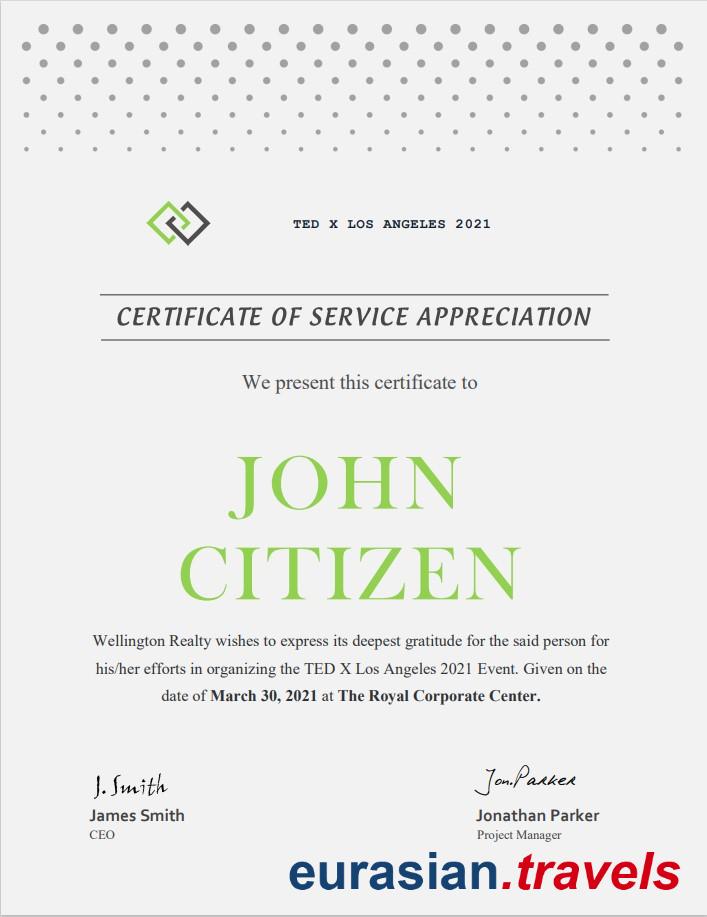 TED X LOS ANGELES 2021
CERTIFICATE OF SERVICE APPRECIATION
We present this certificate to
JOHN
CITIZEN
Wellington Realty wishes to express its deepest gratitude for the said person for
his/her efforts in organizing the TED X Los Angeles 2021 Event. Given on the
date of March 30, 2021 at The Royal Corporate Center.
J. Smith
Jon.Parker
James Smith
Jonathan Parker
CEO
Project Manager
eurasian.travels